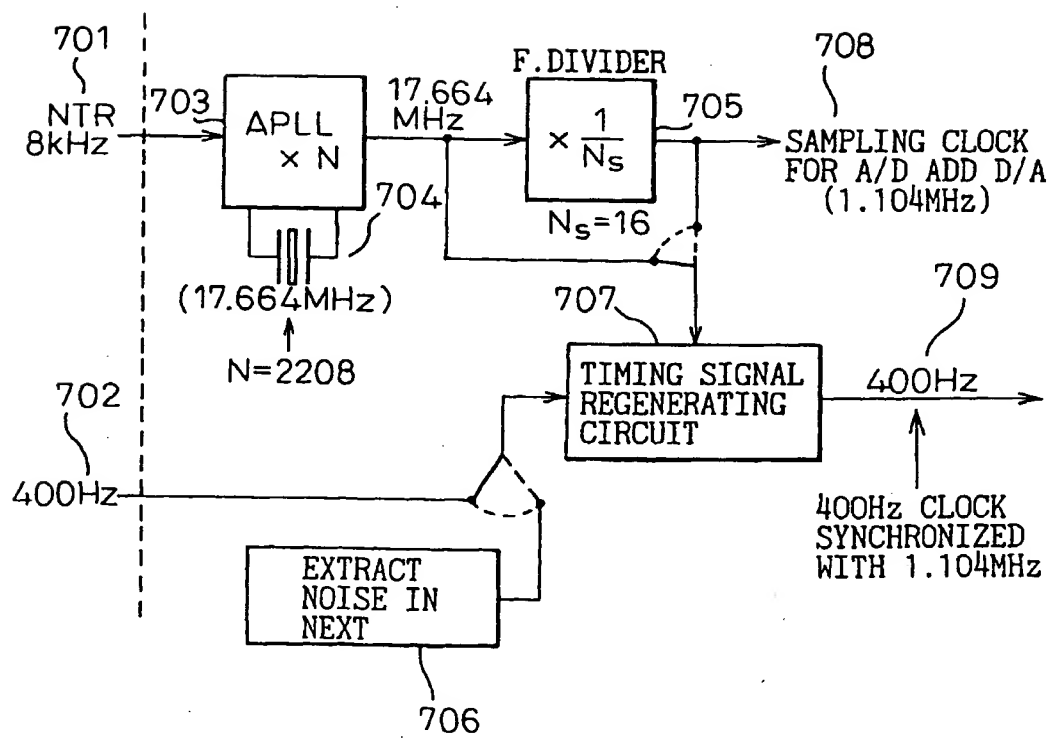 701
NTR
8kHz
703
APLL
× N
17.664
MHz
F.DIVIDER
× 1/Ns
Ns=16
705
708
SAMPLING CLOCK
FOR A/D ADD D/A
(1.104MHz)
704
(17.664MHz)
N=2208
707
TIMING SIGNAL
REGENERATING
CIRCUIT
709
400Hz
702
400Hz
400Hz CLOCK
SYNCHRONIZED
WITH 1.104MHz
EXTRACT
NOISE IN
NEXT
706